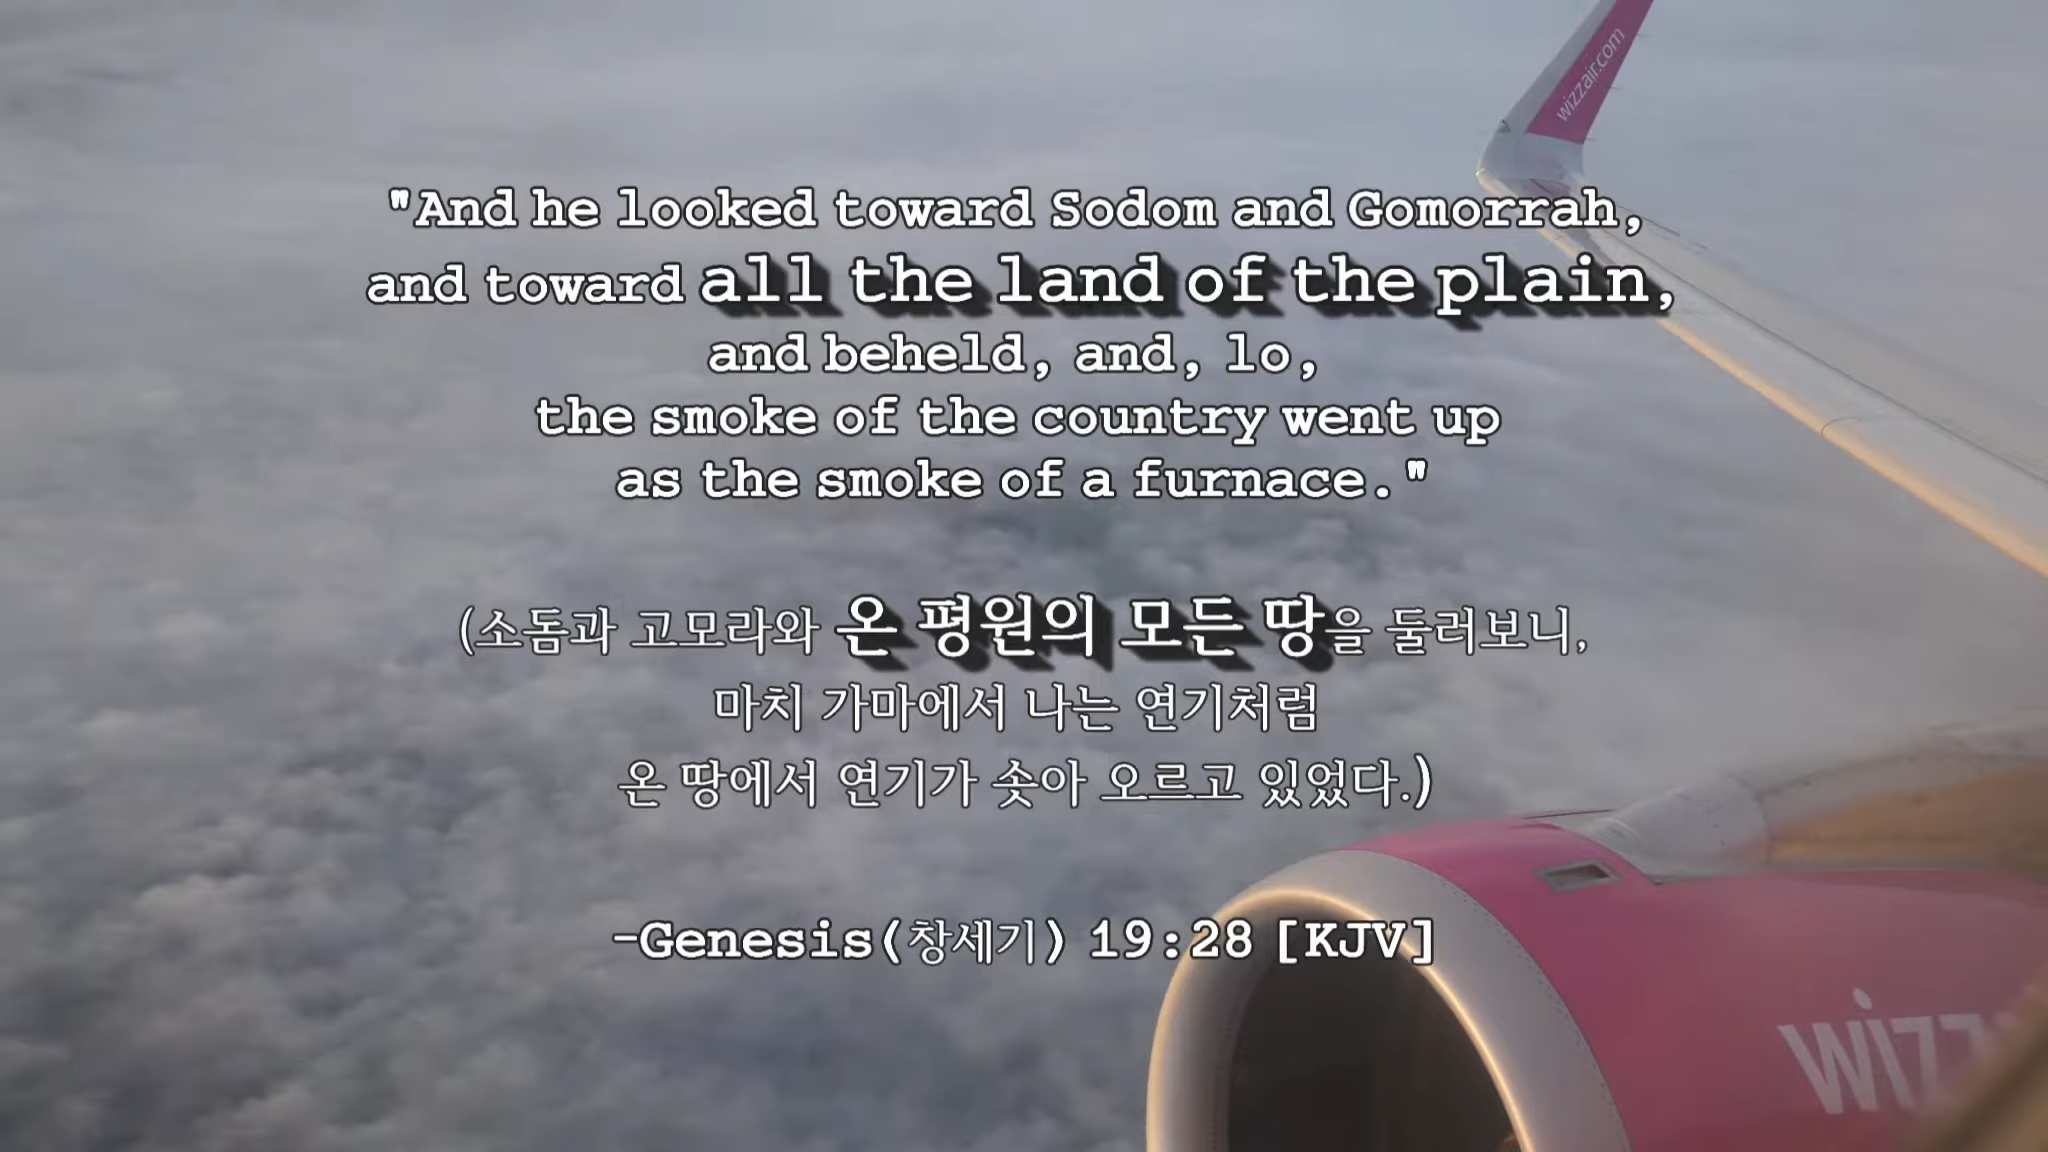 wizzair.com
"And he looked toward Sodom and Gomorrah,
and toward all the land of the plain,
and beheld, and, lo,
the smoke of the country went up
as the smoke of a furnace."
(소돔과 고모라와 온 평원의 모든 땅을 둘러보니,
마치 가마에서 나는 연기처럼
온 땅에서 연기가 솟아 오르고 있었다.)
-Genesis(창세기) 19:28 [KJV]
wizz